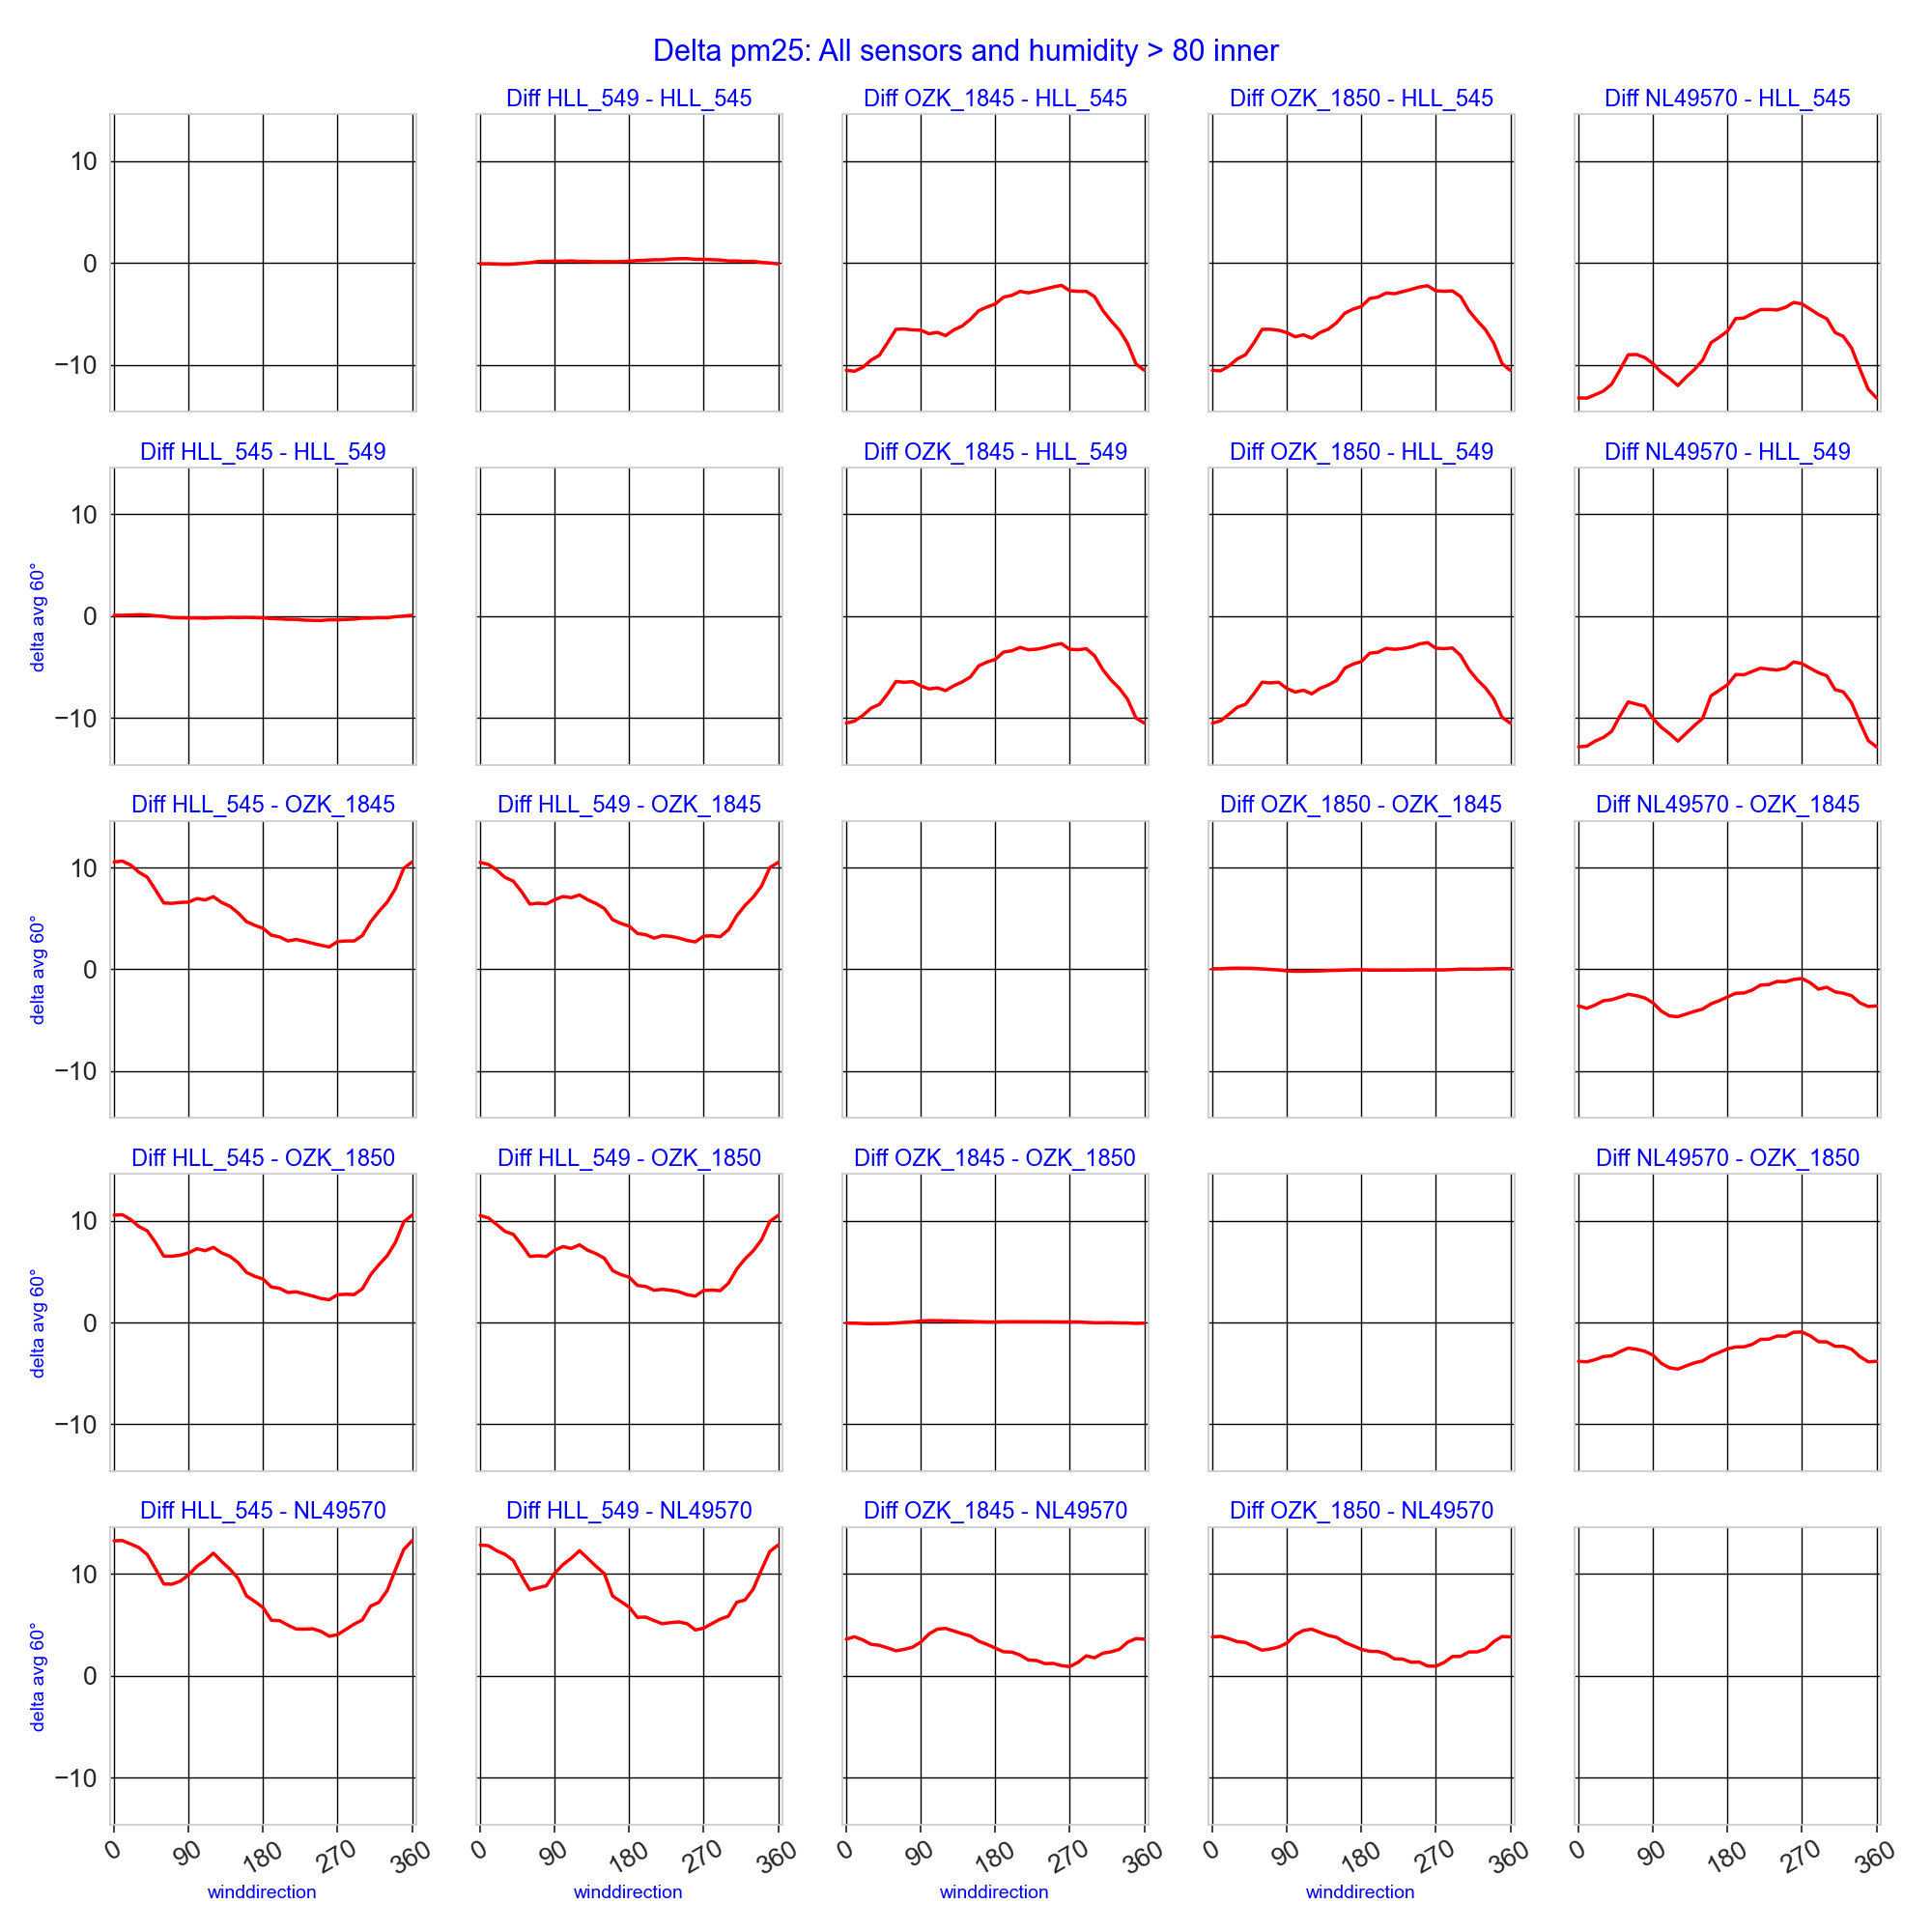 Delta pm25: All sensors and humidity > 80 inner
Diff HLL_549 - HLL_545
Diff OZK_1845 - HLL_545
Diff OZK_1850 - HLL_545
Diff NL49570 - HLL_545
10
0
−10
Diff HLL_545 - HLL_549
Diff OZK_1845 - HLL_549
Diff OZK_1850 - HLL_549
Diff NL49570 - HLL_549
delta avg 60°
10
0
−10
Diff HLL_545 - OZK_1845
Diff HLL_549 - OZK_1845
Diff OZK_1850 - OZK_1845
Diff NL49570 - OZK_1845
delta avg 60°
10
0
−10
Diff HLL_545 - OZK_1850
Diff HLL_549 - OZK_1850
Diff OZK_1845 - OZK_1850
Diff NL49570 - OZK_1850
delta avg 60°
10
0
−10
Diff HLL_545 - NL49570
Diff HLL_549 - NL49570
Diff OZK_1845 - NL49570
Diff OZK_1850 - NL49570
delta avg 60°
10
0
−10
0 90 180 270 360
0 90 180 270 360
0 90 180 270 360
0 90 180 270 360
0 90 180 270 360
winddirection
winddirection
winddirection
winddirection